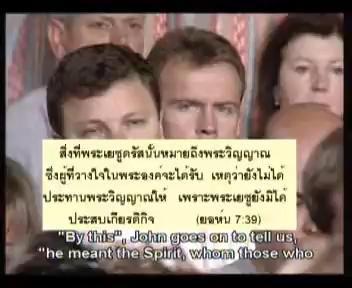 สิ่งที่พระเยซูตรัสนั้นหมายถึงพระวิญญาณ
ซึ่งผู้ที่วางใจในพระองค์จะได้รับ เหตุว่ายังไม่ได้
ประทานพระวิญญาณให้ เพราะพระเยซูยังมิได้
ประสบเกียรติกิจ (ยอห์น 7:39)
"By this", John goes on to tell us,
"he meant the Spirit, whom those who